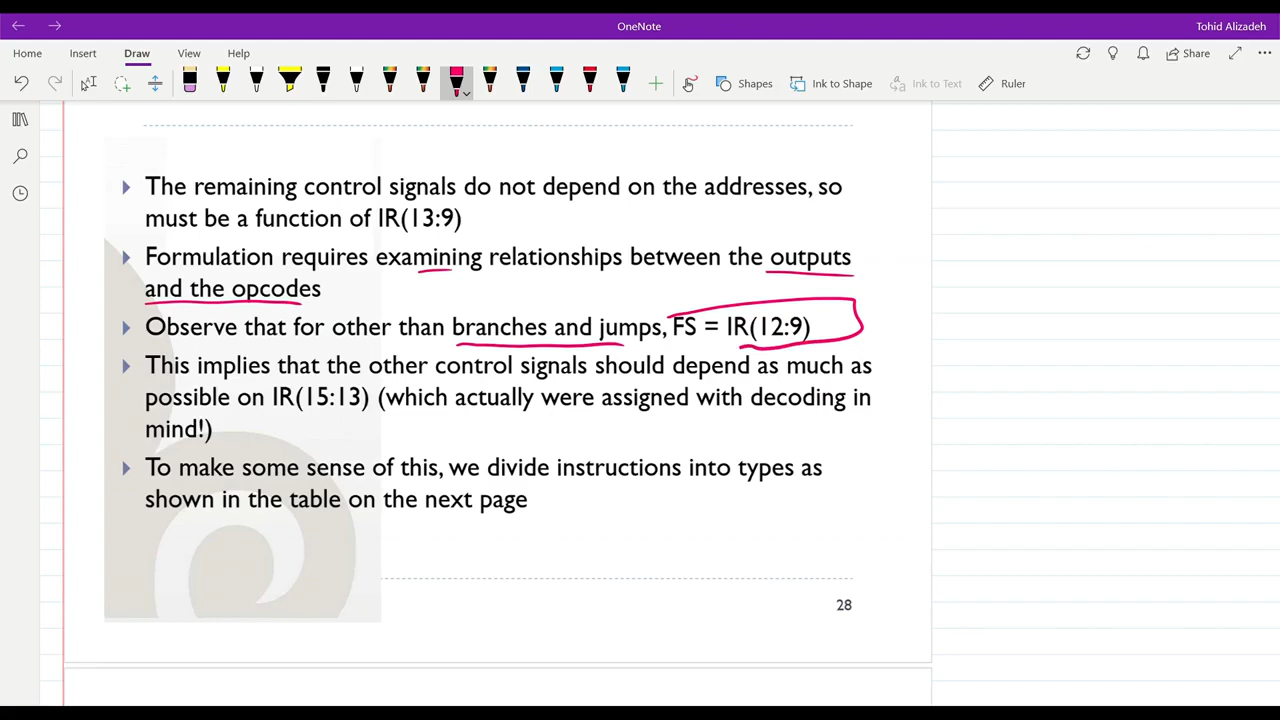 OneNote
Tohid Alizadeh
Home Insert Draw View Help
Share
Shapes Ink to Shape Ink to Text Ruler
The remaining control signals do not depend on the addresses, so
must be a function of IR(13:9)
Formulation requires examining relationships between the outputs
and the opcodes
Observe that for other than branches and jumps, FS = IR(12:9)
This implies that the other control signals should depend as much as
possible on IR(15:13) (which actually were assigned with decoding in
mind!)
To make some sense of this, we divide instructions into types as
shown in the table on the next page
28